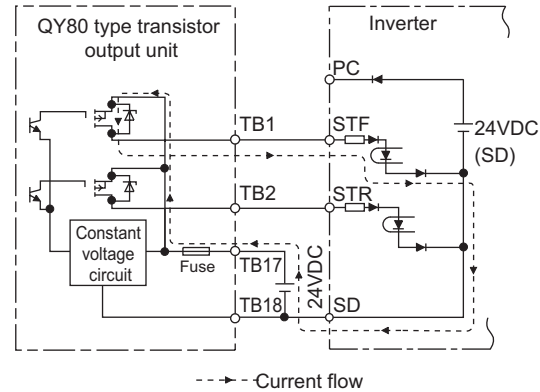 QY80 type transistor
output unit
Inverter
PC
TB1
STF
24VDC
(SD)
TB2
STR
Constant
voltage
circuit
Fuse
TB17
24VDC
TB18
SD
Current flow